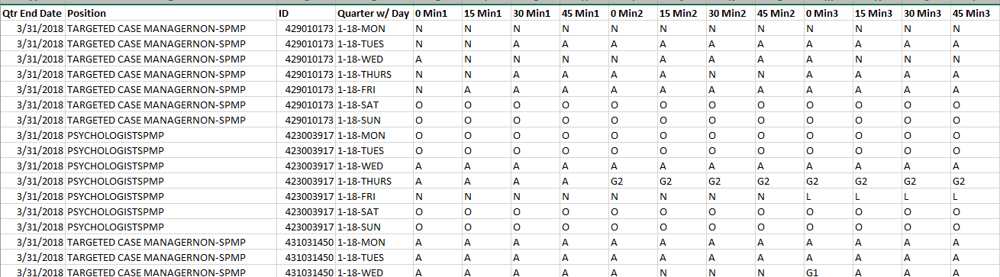 Qtr End Date Position ID Quarter w/ Day 0 Min1 15 Min1 30 Min1 45 Min1 0 Min2 15 Min2 30 Min2 45 Min2 0 Min3 15 Min3 30 Min3 45 Min3
3/31/2018 TARGETED CASE MANAGERNON-SPMP 429010173 1-18-MON N N N N N N N N N N N N
3/31/2018 TARGETED CASE MANAGERNON-SPMP 429010173 1-18-TUES N N A A A A A A A A A A
3/31/2018 TARGETED CASE MANAGERNON-SPMP 429010173 1-18-WED A N N N N A A A A N N N
3/31/2018 TARGETED CASE MANAGERNON-SPMP 429010173 1-18-THURS N N A A A A N N A A A A
3/31/2018 TARGETED CASE MANAGERNON-SPMP 429010173 1-18-FRI N A A A A A A A A A A A
3/31/2018 TARGETED CASE MANAGERNON-SPMP 429010173 1-18-SAT O O O O O O O O O O O O
3/31/2018 TARGETED CASE MANAGERNON-SPMP 429010173 1-18-SUN O O O O O O O O O O O O
3/31/2018 PSYCHOLOGISTSPMP 423003917 1-18-MON O O O O O O O O O O O O
3/31/2018 PSYCHOLOGISTSPMP 423003917 1-18-TUES O O O O O O O O O O O O
3/31/2018 PSYCHOLOGISTSPMP 423003917 1-18-WED A A A A A A A A A A A A
3/31/2018 PSYCHOLOGISTSPMP 423003917 1-18-THURS A A A A G2 G2 G2 G2 G2 G2 G2 G2
3/31/2018 PSYCHOLOGISTSPMP 423003917 1-18-FRI N N N N N N N N L L L L
3/31/2018 PSYCHOLOGISTSPMP 423003917 1-18-SAT O O O O O O O O O O O O
3/31/2018 PSYCHOLOGISTSPMP 423003917 1-18-SUN O O O O O O O O O O O O
3/31/2018 TARGETED CASE MANAGERNON-SPMP 431031450 1-18-MON A A A A A A A A A A A A
3/31/2018 TARGETED CASE MANAGERNON-SPMP 431031450 1-18-TUES A A A A A A A A A A A A
3/31/2018 TARGETED CASE MANAGERNON-SPMP 431031450 1-18-WED A A A A A N N N G1 A A A